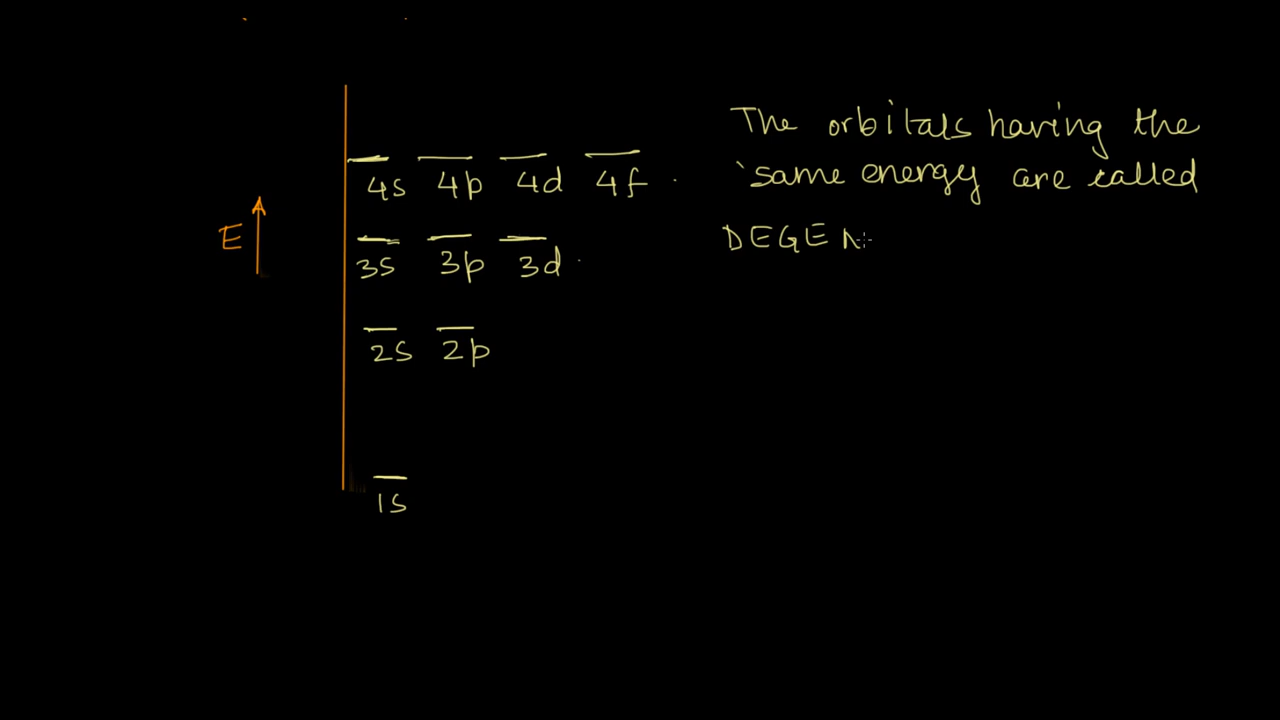 4s 4p 4d 4f .
The orbitals having the
same energy are called
DEGEN
E
3s 3p 3d .
2s 2p
1s